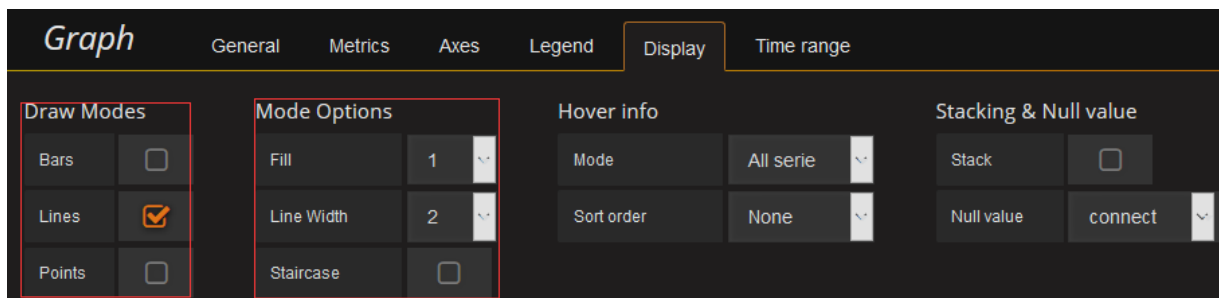 Graph General Metrics Axes Legend Display Time range
Draw Modes Mode Options Hover info Stacking & Null value
Bars Fill 1 Mode All serie Stack
Lines Line Width 2 Sort order None Null value connect
Points Staircase